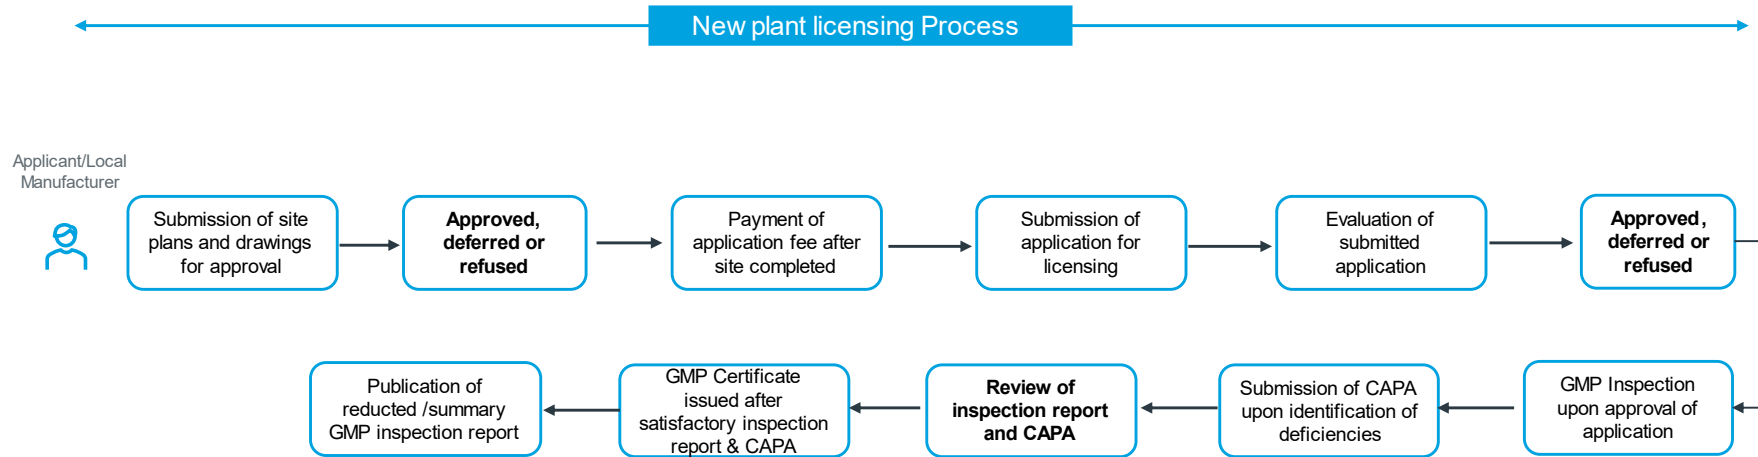 New plant licensing Process
Applicant/Local
Manufacturer
Submission of site
plans and drawings
for approval
Approved,
deferred or
refused
Payment of
application fee after
site completed
Submission of
application for
licensing
Evaluation of
submitted
application
Approved,
deferred or
refused
GMP Inspection
upon approval of
application
Submission of CAPA
upon identification of
deficiencies
Review of
inspection report
and CAPA
GMP Certificate
issued after
satisfactory inspection
report & CAPA
Publication of
reducted /summary
GMP inspection report